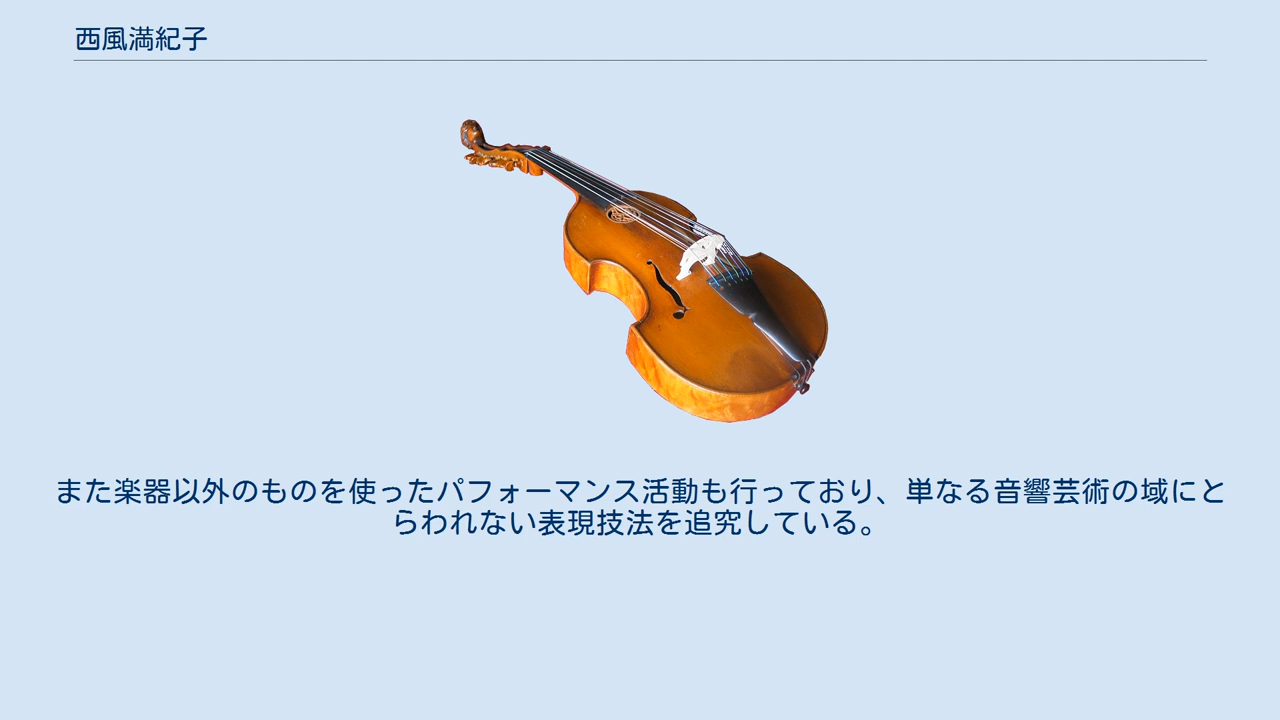 西風満紀子
また楽器以外のものを使ったパフォーマンス活動も行っており、単なる音響芸術の域にと
らわれない表現技法を追究している。